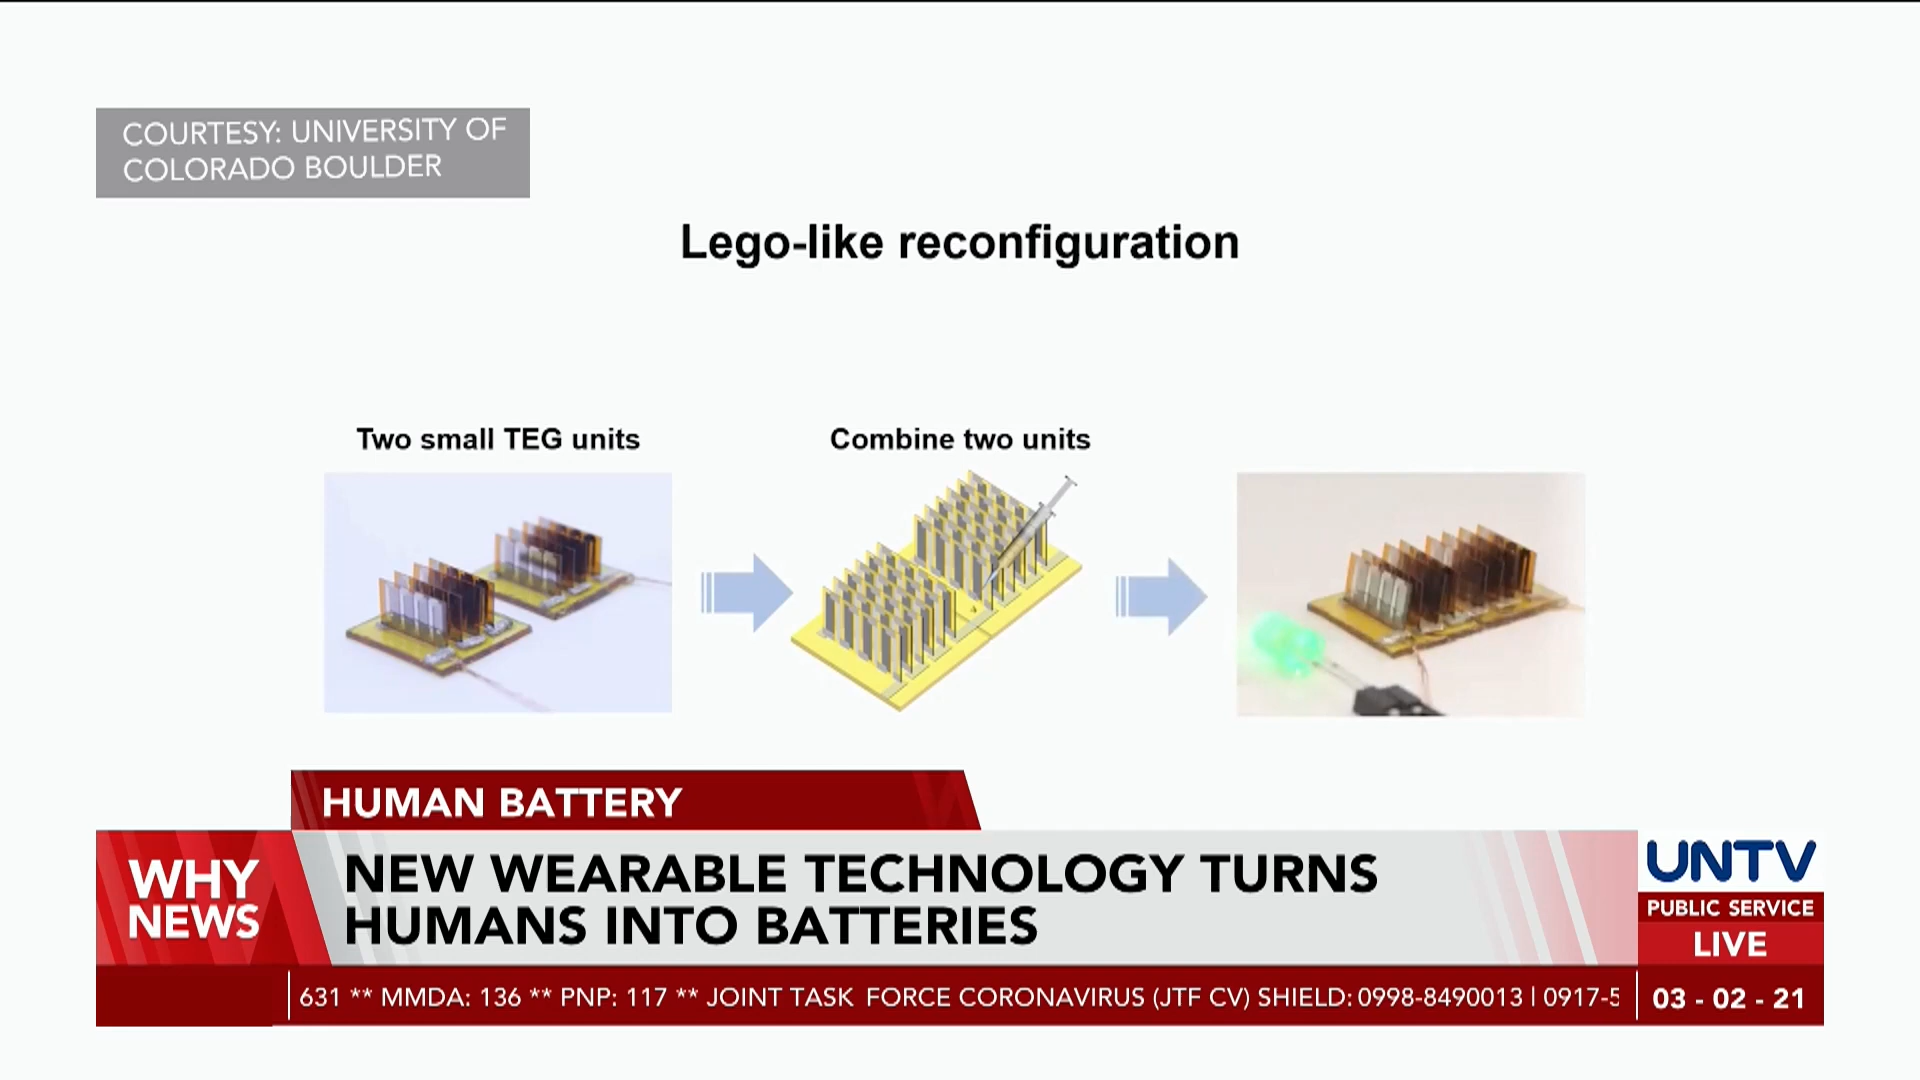 COURTESY: UNIVERSITY OF
COLORADO BOULDER
Lego-like reconfiguration
Two small TEG units
Combine two units
HUMAN BATTERY
WHY
NEWS
NEW WEARABLE TECHNOLOGY TURNS
HUMANS INTO BATTERIES
UNTV
PUBLIC SERVICE
LIVE
631 ** MMDA: 136 ** PNP: 117 ** JOINT TASK FORCE CORONAVIRUS (JTF CV) SHIELD: 0998-8490013 | 0917-5
03 - 02 - 21